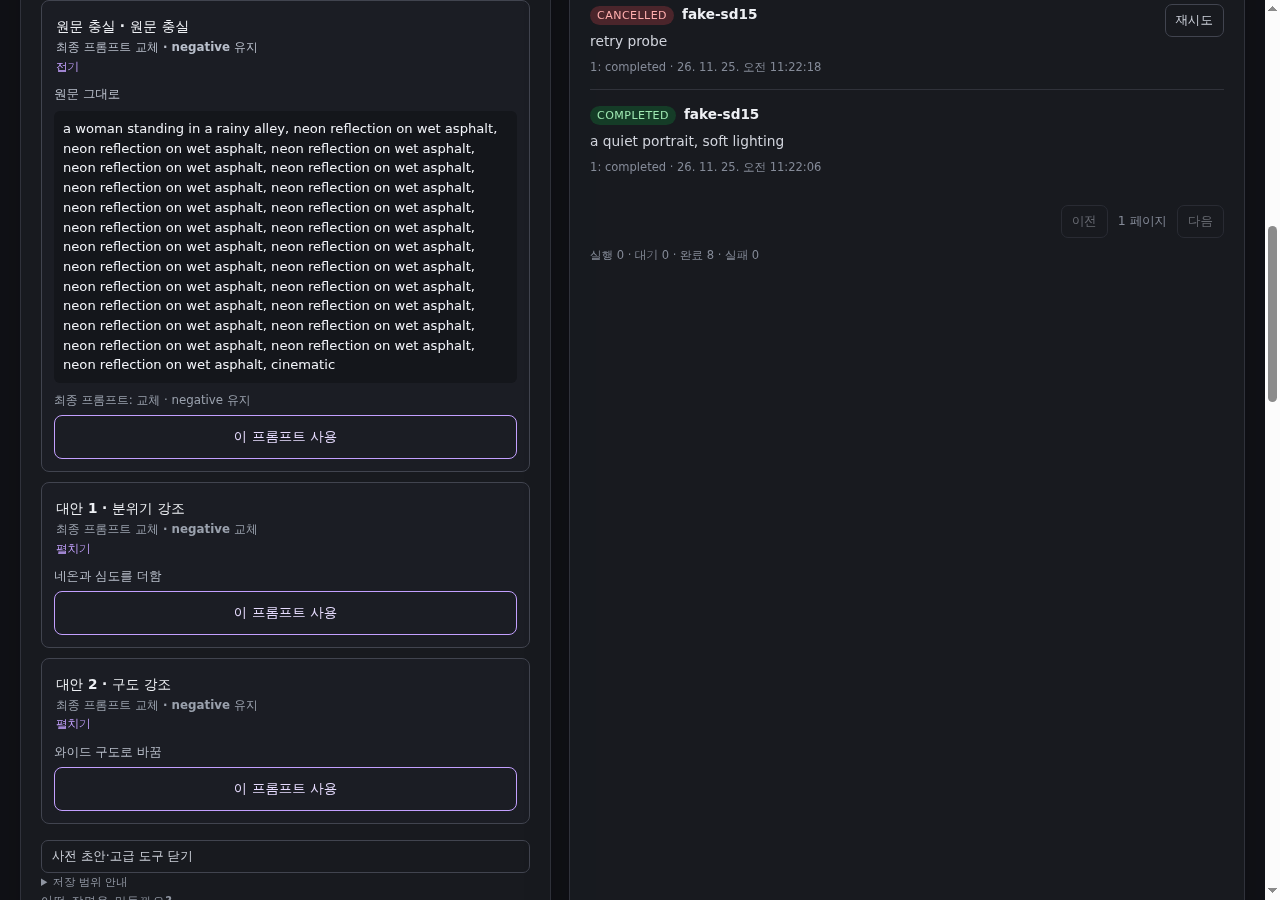 원문 충실 · 원문 충실
최종 프롬프트 교체 · negative 유지
접기
원문 그대로
a woman standing in a rainy alley, neon reflection on wet asphalt,
neon reflection on wet asphalt, neon reflection on wet asphalt,
neon reflection on wet asphalt, neon reflection on wet asphalt,
neon reflection on wet asphalt, neon reflection on wet asphalt,
neon reflection on wet asphalt, neon reflection on wet asphalt,
neon reflection on wet asphalt, neon reflection on wet asphalt,
neon reflection on wet asphalt, neon reflection on wet asphalt,
neon reflection on wet asphalt, neon reflection on wet asphalt,
neon reflection on wet asphalt, neon reflection on wet asphalt,
neon reflection on wet asphalt, neon reflection on wet asphalt,
neon reflection on wet asphalt, neon reflection on wet asphalt,
neon reflection on wet asphalt, neon reflection on wet asphalt,
neon reflection on wet asphalt, cinematic
최종 프롬프트: 교체 · negative 유지
이 프롬프트 사용
대안 1 · 분위기 강조
최종 프롬프트 교체 · negative 교체
펼치기
네온과 심도를 더함
이 프롬프트 사용
대안 2 · 구도 강조
최종 프롬프트 교체 · negative 유지
펼치기
와이드 구도로 바꿈
이 프롬프트 사용
사전 초안·고급 도구 닫기
▶ 저장 범위 안내
CANCELLED fake-sd15
재시도
retry probe
1: completed · 26. 11. 25. 오전 11:22:18
COMPLETED fake-sd15
a quiet portrait, soft lighting
1: completed · 26. 11. 25. 오전 11:22:06
이전 1 페이지 다음
실행 0 · 대기 0 · 완료 8 · 실패 0